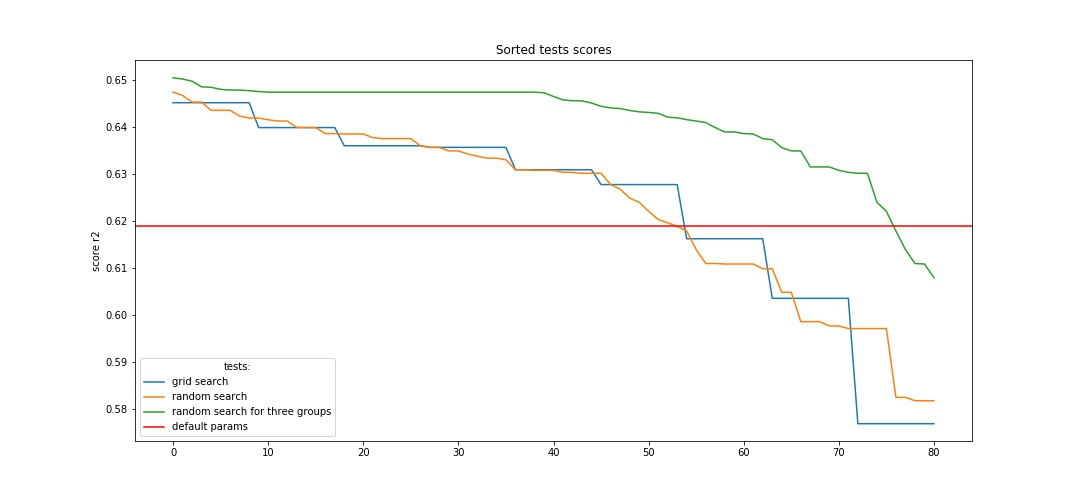 Sorted tests scores
score r2
0.65
0.64
0.63
0.62
0.61
0.60
0.59
0.58
tests:
grid search
random search
random search for three groups
default params
0 10 20 30 40 50 60 70 80